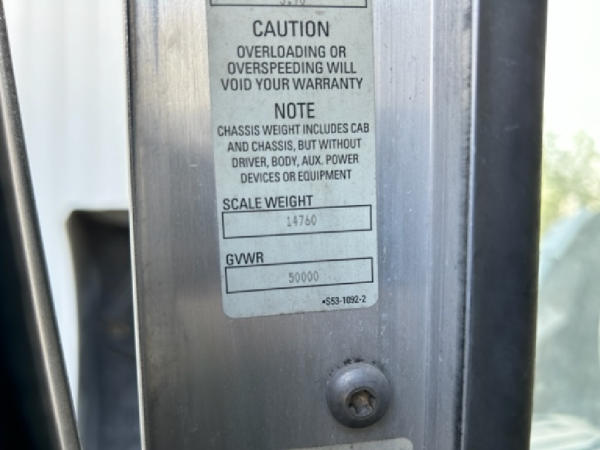 CAUTION
OVERLOADING OR
OVERSPEEDING WILL
VOID YOUR WARRANTY
NOTE
CHASSIS WEIGHT INCLUDES CAB
AND CHASSIS, BUT WITHOUT
DRIVER, BODY, AUX. POWER
DEVICES OR EQUIPMENT
SCALE WEIGHT
14760
GVWR
50000
•S53-1092-2